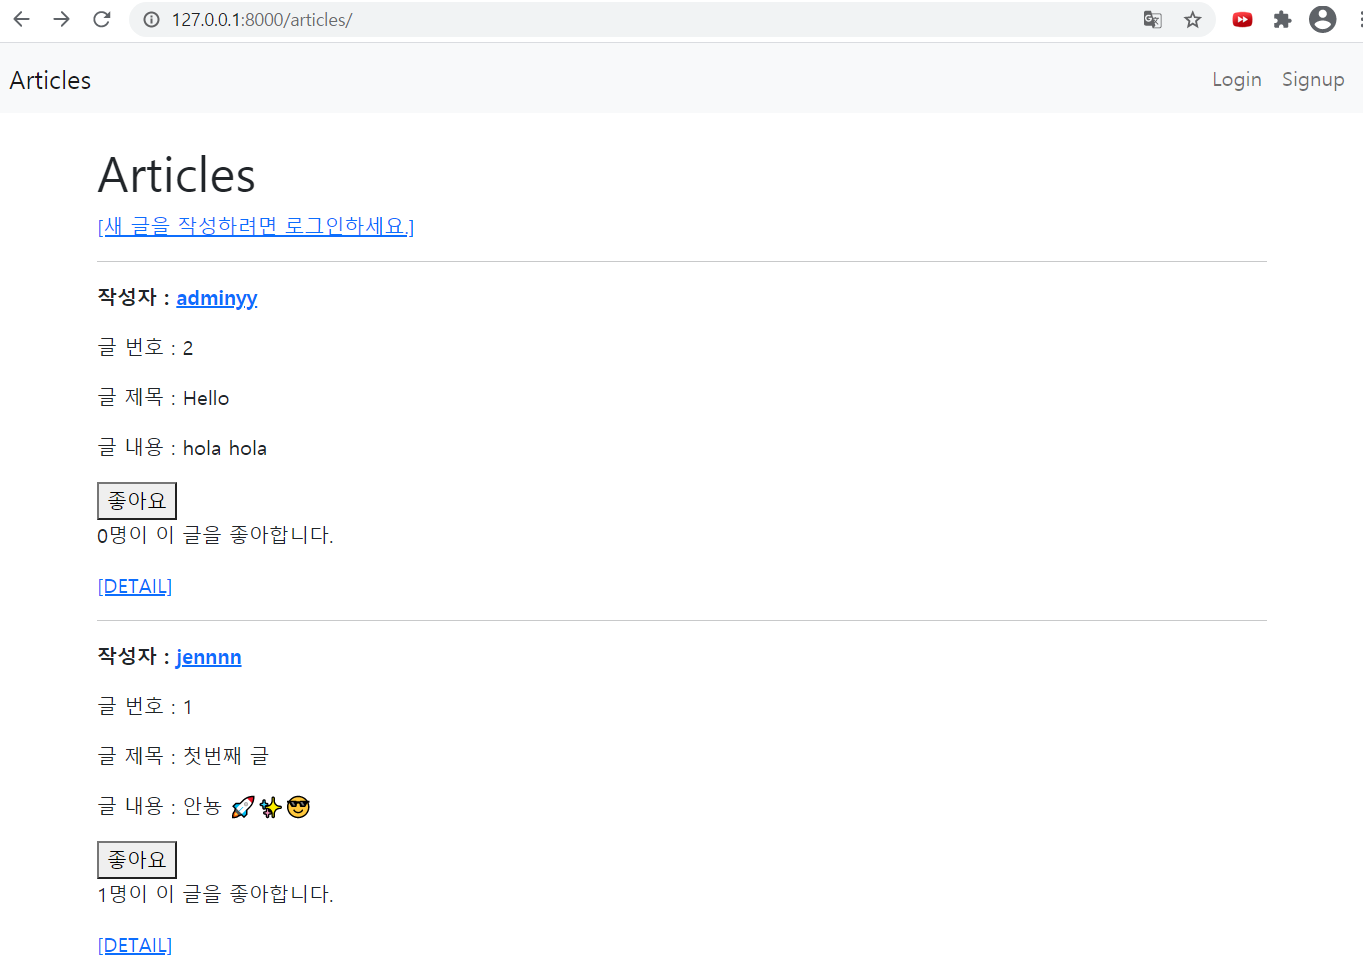 127.0.0.1:8000/articles/
Articles
Login Signup
Articles
[새 글을 작성하려면 로그인하세요.]
작성자 : adminyy
글 번호 : 2
글 제목 : Hello
글 내용 : hola hola
좋아요
0명이 이 글을 좋아합니다.
[DETAIL]
작성자 : jennnn
글 번호 : 1
글 제목 : 첫번째 글
글 내용 : 안뇽 🚀✨😎
좋아요
1명이 이 글을 좋아합니다.
[DETAIL]